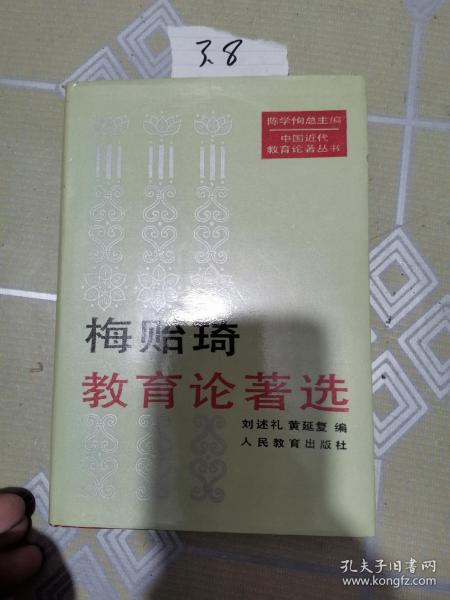 3.8
陈学恂总主编
中国近代
教育论著丛书
梅贻琦
教育论著选
刘述礼 黄延复 编
人民教育出版社
孔夫子旧书网
www.kongfz.com